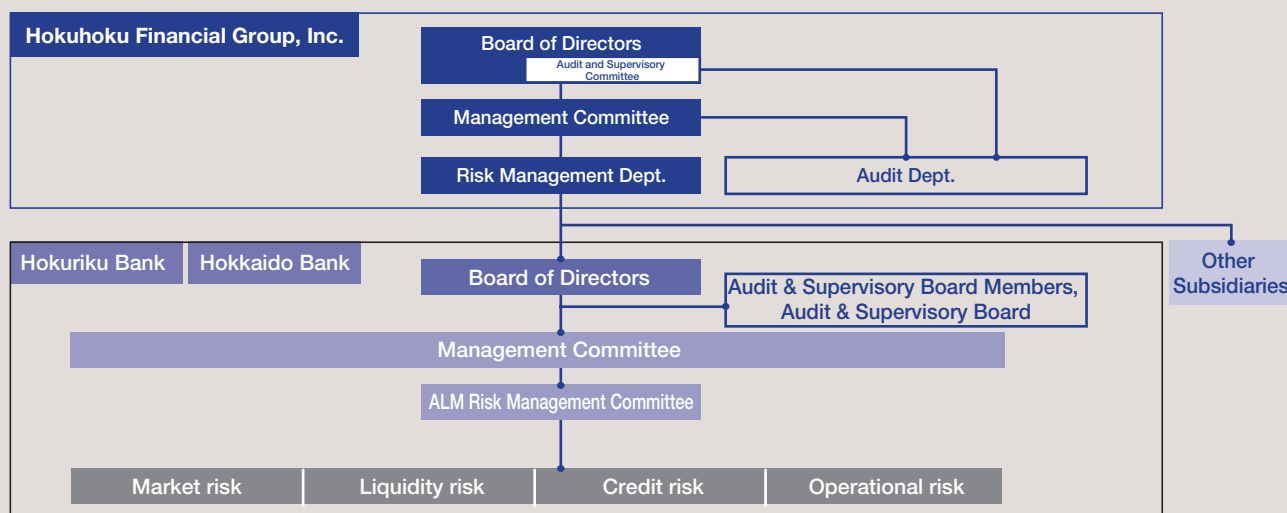 Hokuhoku Financial Group, Inc.
Board of Directors
Audit and Supervisory
Committee
Management Committee
Risk Management Dept.
Audit Dept.
Hokuriku Bank
Hokkaido Bank
Other
Subsidiaries
Board of Directors
Audit & Supervisory Board Members,
Audit & Supervisory Board
Management Committee
ALM Risk Management Committee
Market risk
Liquidity risk
Credit risk
Operational risk